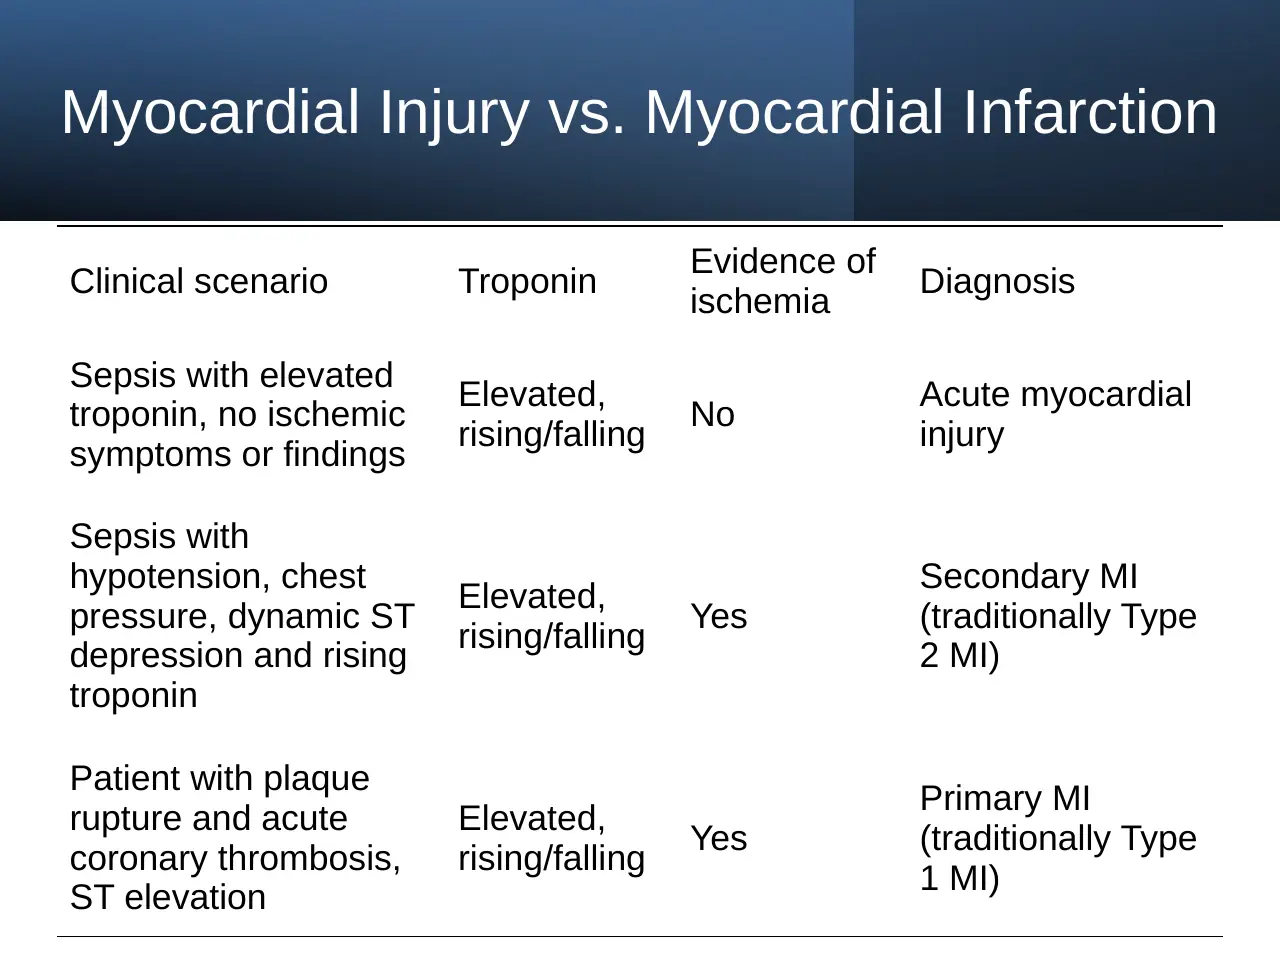 Myocardial Injury vs. Myocardial Infarction
Clinical scenario
Troponin
Evidence of
ischemia
Diagnosis
Sepsis with elevated
troponin, no ischemic
symptoms or findings
Elevated,
rising/falling
No
Acute myocardial
injury
Sepsis with
hypotension, chest
pressure, dynamic ST
depression and rising
troponin
Elevated,
rising/falling
Yes
Secondary MI
(traditionally Type
2 MI)
Patient with plaque
rupture and acute
coronary thrombosis,
ST elevation
Elevated,
rising/falling
Yes
Primary MI
(traditionally Type
1 MI)